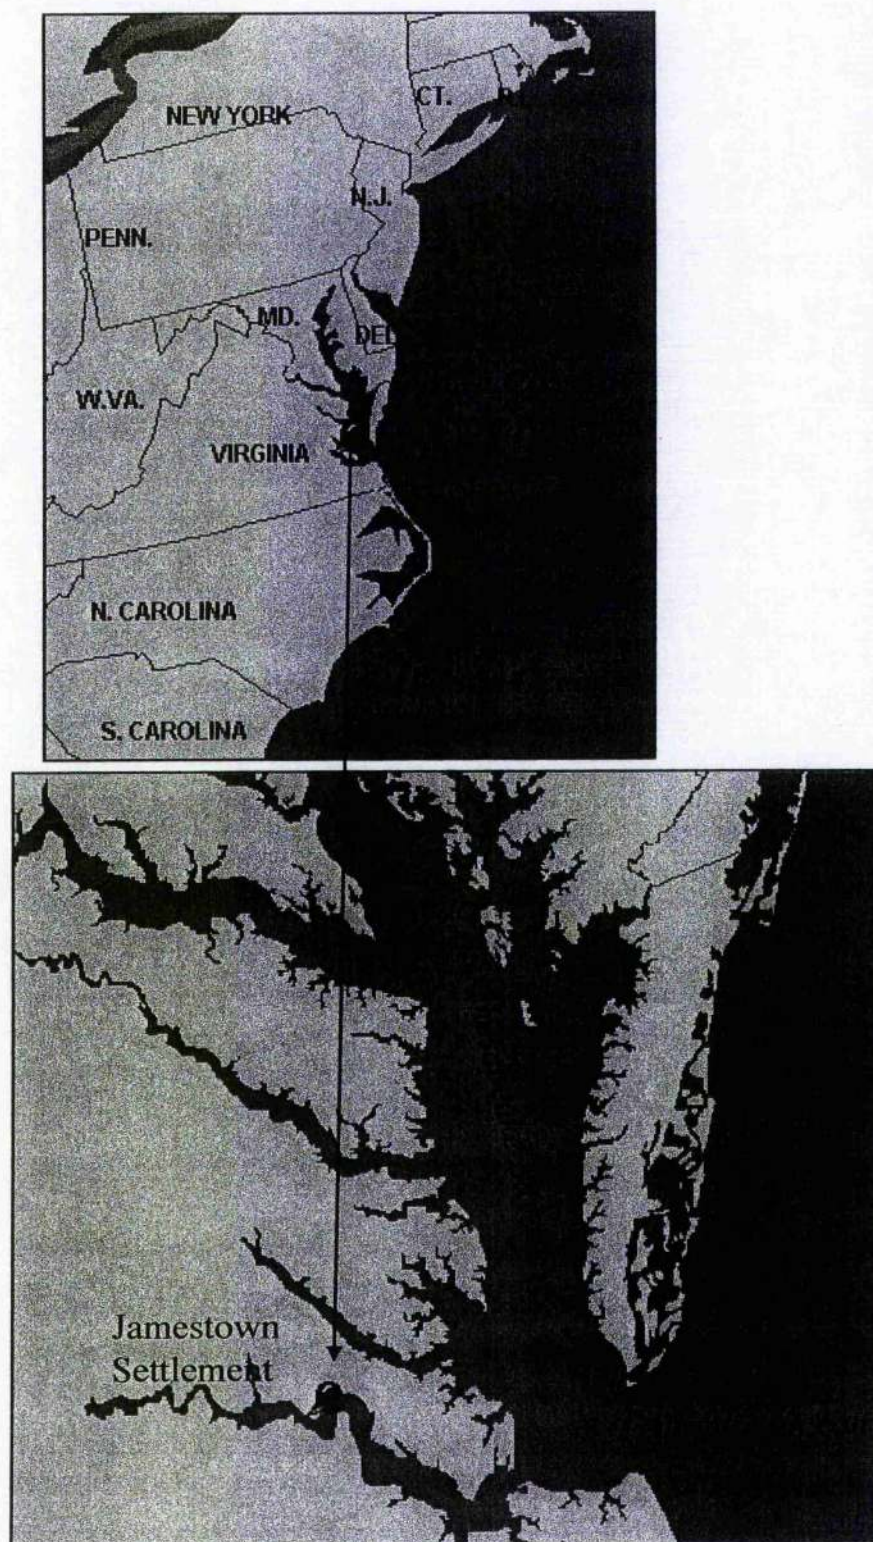 NEW YORK
CT.
R.I.
N.J.
PENN.
MD.
DEL
W.VA.
VIRGINIA
N. CAROLINA
S. CAROLINA
Jamestown
Settlement